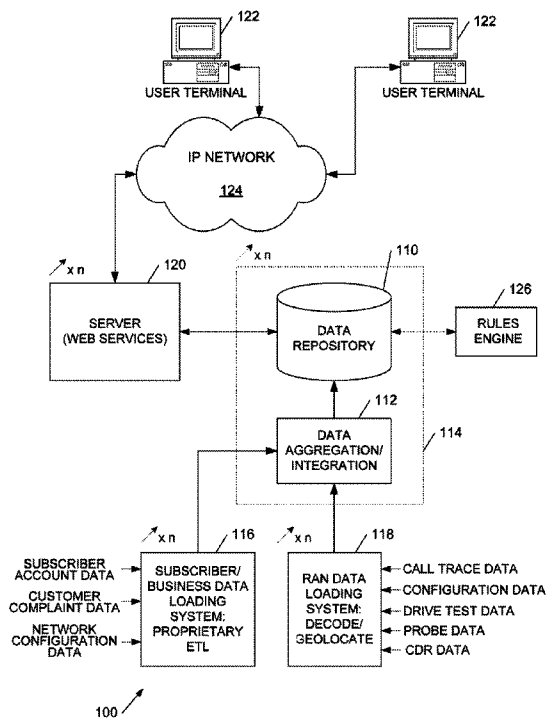 122
122
USER TERMINAL
USER TERMINAL
IP NETWORK
124
x n
120
x n
110
126
SERVER
(WEB SERVICES)
DATA
REPOSITORY
RULES
ENGINE
112
DATA
AGGREGATION/
INTEGRATION
114
x n
116
x n
118
SUBSCRIBER
ACCOUNT DATA
CUSTOMER
COMPLAINT DATA
NETWORK
CONFIGURATION
DATA
SUBSCRIBER/
BUSINESS DATA
LOADING
SYSTEM:
PROPRIETARY
ETL
RAN DATA
LOADING
SYSTEM:
DECODE/
GEOLOCATE
CALL TRACE DATA
CONFIGURATION DATA
DRIVE TEST DATA
PROBE DATA
CDR DATA
100